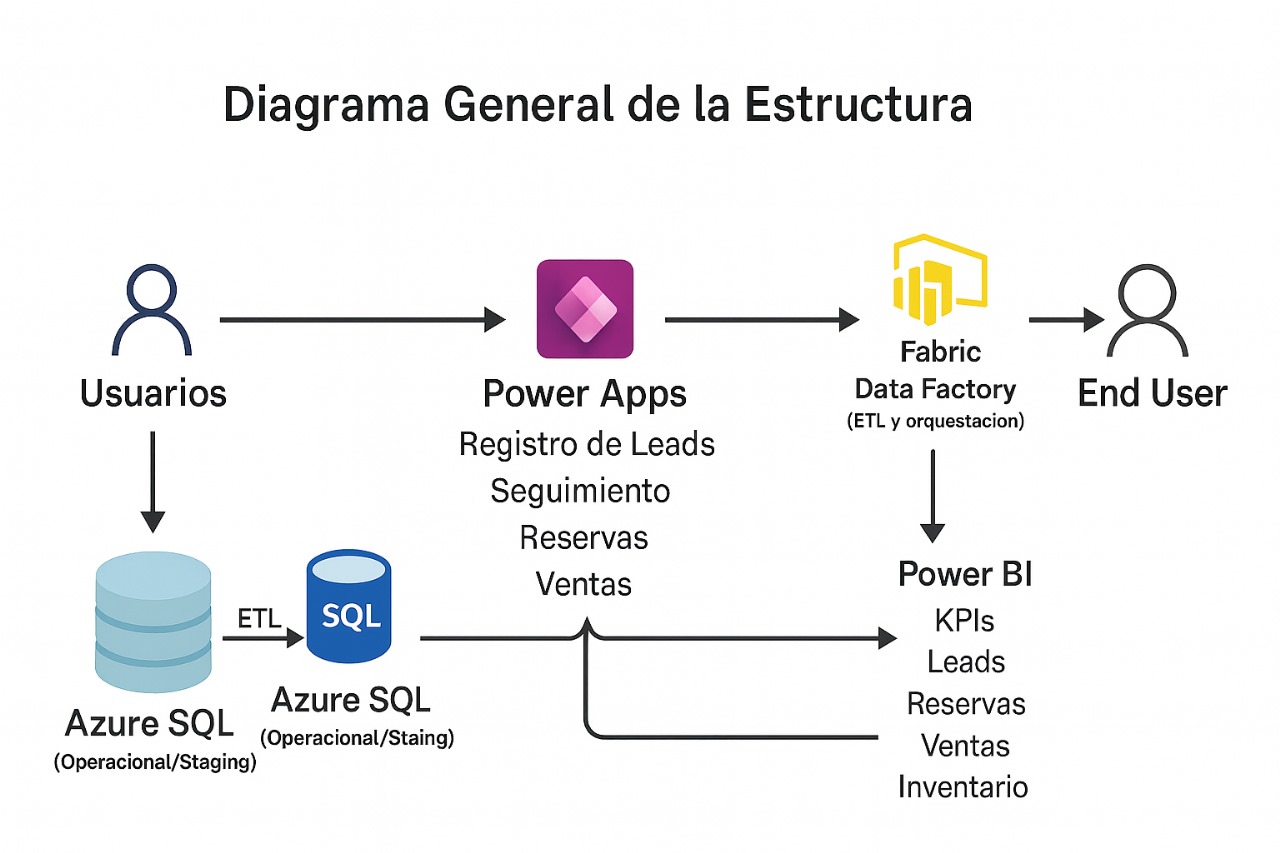 Diagrama General de la Estructura
Usuarios
Power Apps
Registro de Leads
Seguimiento
Reservas
Ventas
Fabric
Data Factory
(ETL y orquestacion)
End User
ETL
SQL
Azure SQL
(Operacional/Staging)
Azure SQL
(Operacional/Staing)
Power BI
KPIs
Leads
Reservas
Ventas
Inventario